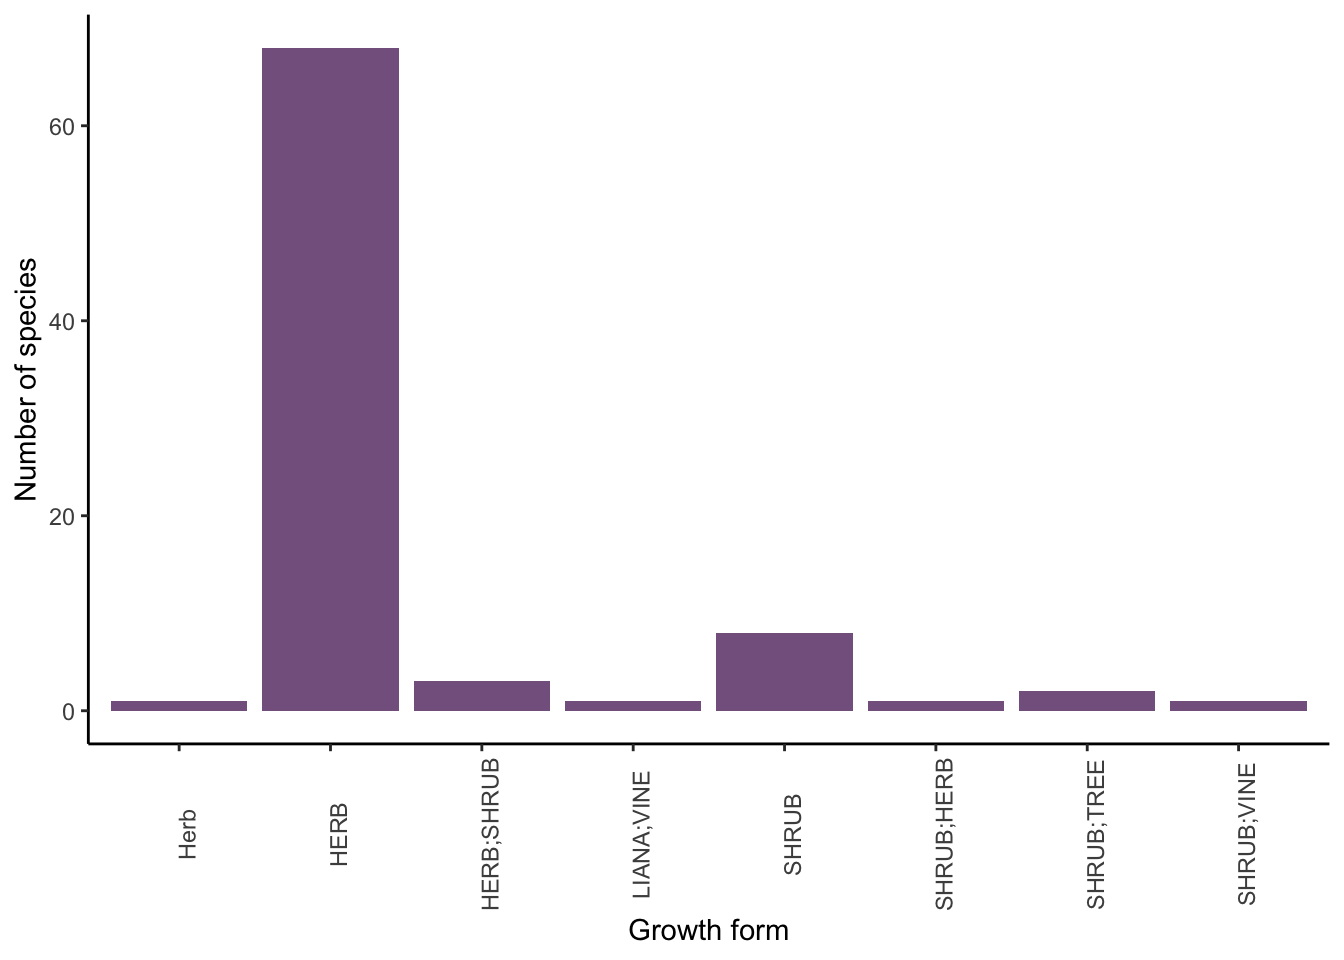 Number of species
60
40
20
0
Herb
HERB
HERB;SHRUB
LIANA;VINE
SHRUB
SHRUB;HERB
SHRUB;TREE
SHRUB;VINE
Growth form